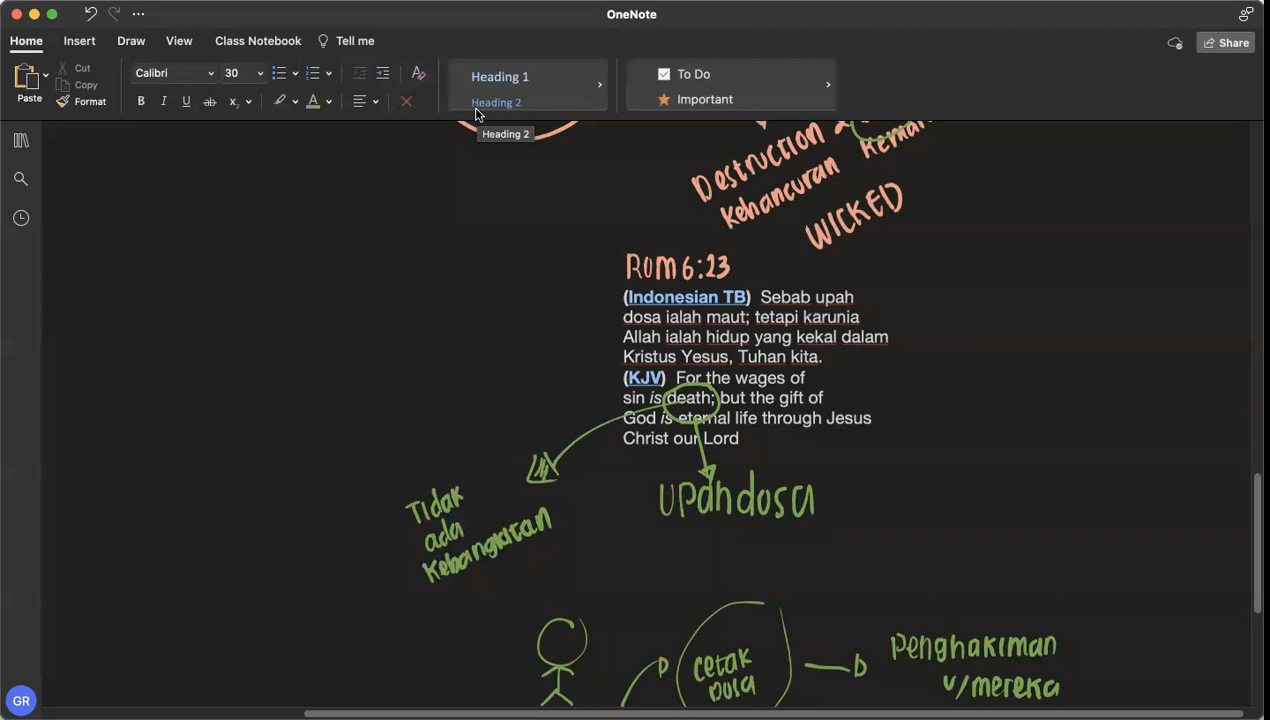 OneNote
Home Insert Draw View Class Notebook Tell me
Share
Paste
Cut
Copy
Format
Calibri 30
B I U ab x
A
Heading 1
Heading 2
To Do
Important
Heading 2
Destruction &
Kehancuran
WICKED
ROM 6:23
(Indonesian TB) Sebab upah
dosa ialah maut; tetapi karunia
Allah ialah hidup yang kekal dalam
Kristus Yesus, Tuhan kita.
(KJV) For the wages of
sin is death; but the gift of
God is eternal life through Jesus
Christ our Lord
upah dosa
Tidak
ada
Kebangkitan
cetak
dosa
Penghakiman
u/mereka
GR